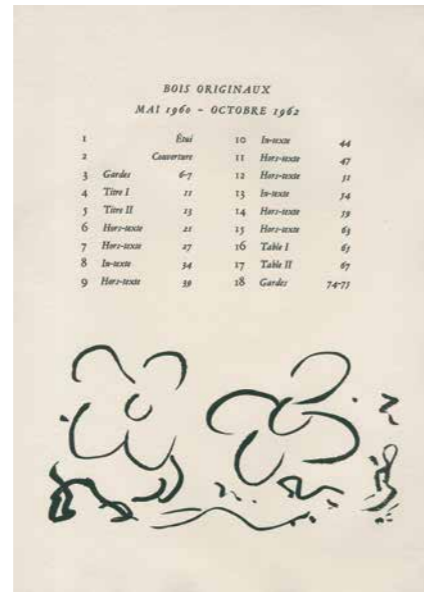 BOIS ORIGINAUX
MAI 1960 – OCTOBRE 1962
1 Étui
2 Couverture
3 Gardes 6-7
4 Titre I 11
5 Titre II 13
6 Hors-texte 21
7 Hors-texte 27
8 In-texte 34
9 Hors-texte 39
10 In-texte 44
11 Hors-texte 47
12 Hors-texte 51
13 In-texte 54
14 Hors-texte 59
15 Hors-texte 63
16 Table I 65
17 Table II 67
18 Gardes 74-75